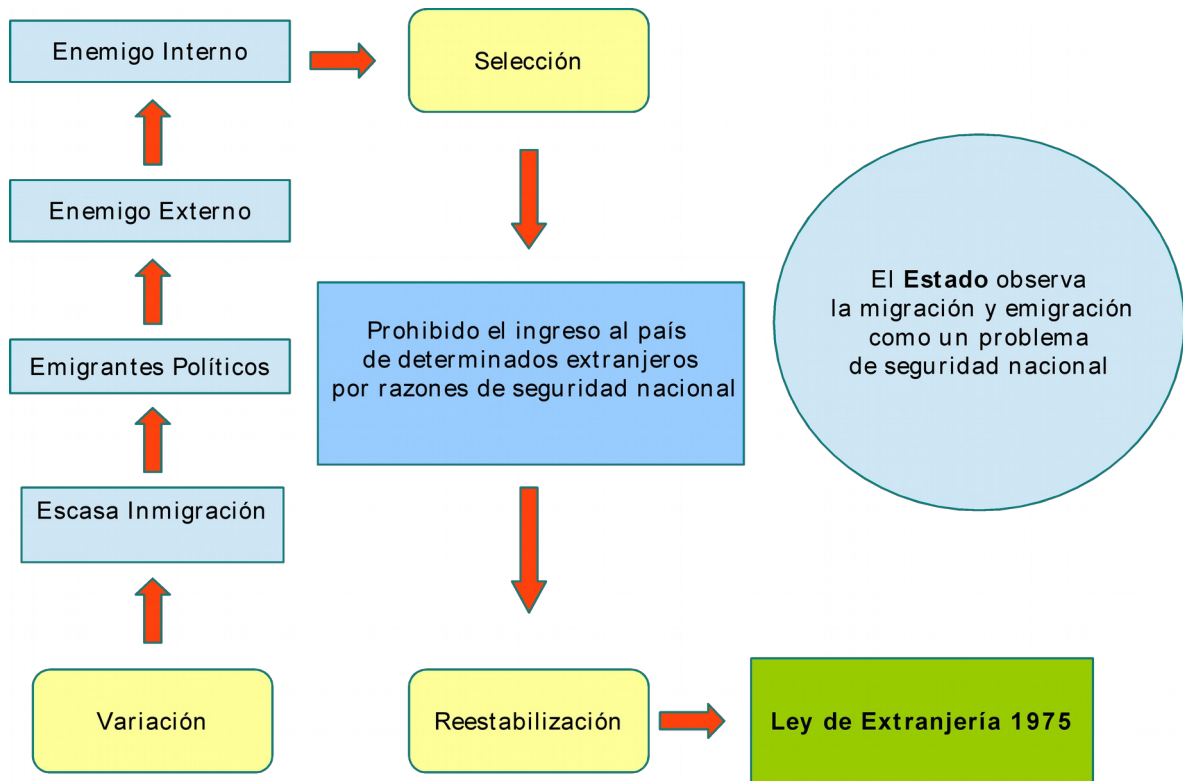 Enemigo Interno
Selección
Enemigo Externo
El Estado observa
la migración y emigración
como un problema
de seguridad nacional
Prohibido el ingreso al país
de determinados extranjeros
por razones de seguridad nacional
Emigrantes Políticos
Escasa Inmigración
Variación
Reestabilización
Ley de Extranjería 1975